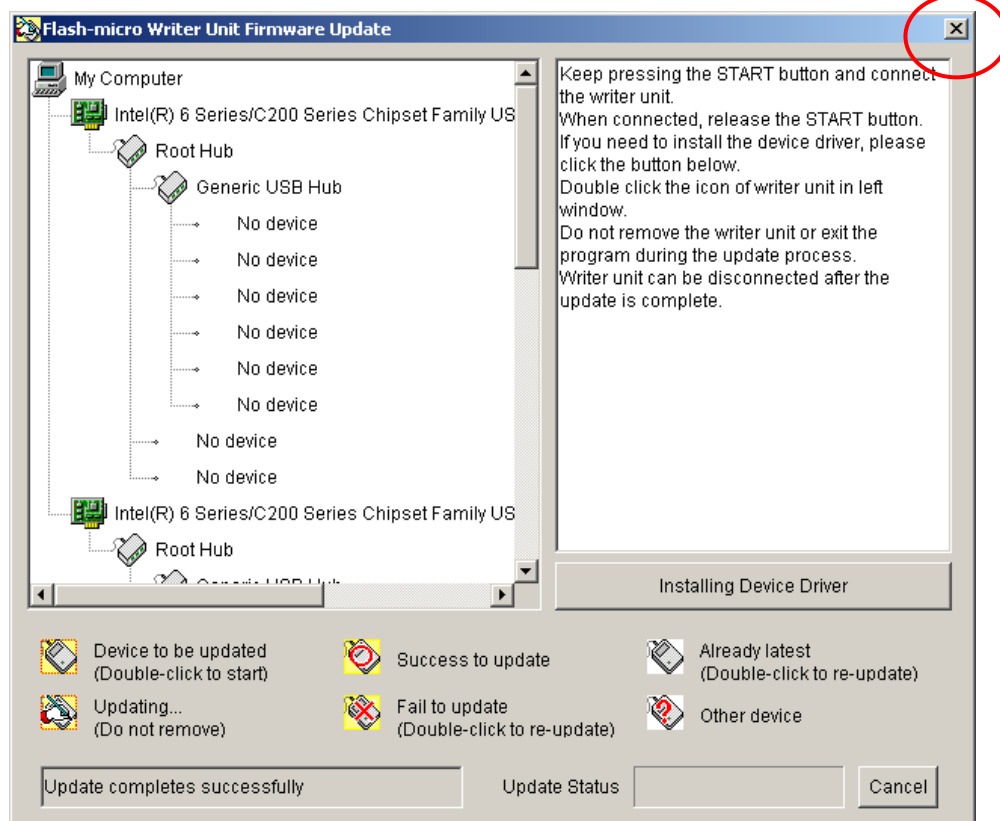 Flash-micro Writer Unit Firmware Update
My Computer
Intel(R) 6 Series/C200 Series Chipset Family US
Root Hub
Generic USB Hub
No device
No device
No device
No device
No device
No device
No device
No device
Intel(R) 6 Series/C200 Series Chipset Family US
Root Hub
Keep pressing the START button and connect
the writer unit.
When connected, release the START button.
If you need to install the device driver, please
click the button below.
Double click the icon of writer unit in left
window.
Do not remove the writer unit or exit the
program during the update process.
Writer unit can be disconnected after the
update is complete.
Installing Device Driver
Device to be updated
(Double-click to start)
Success to update
Already latest
(Double-click to re-update)
Updating...
(Do not remove)
Fail to update
(Double-click to re-update)
Other device
Update completes successfully
Update Status
Cancel